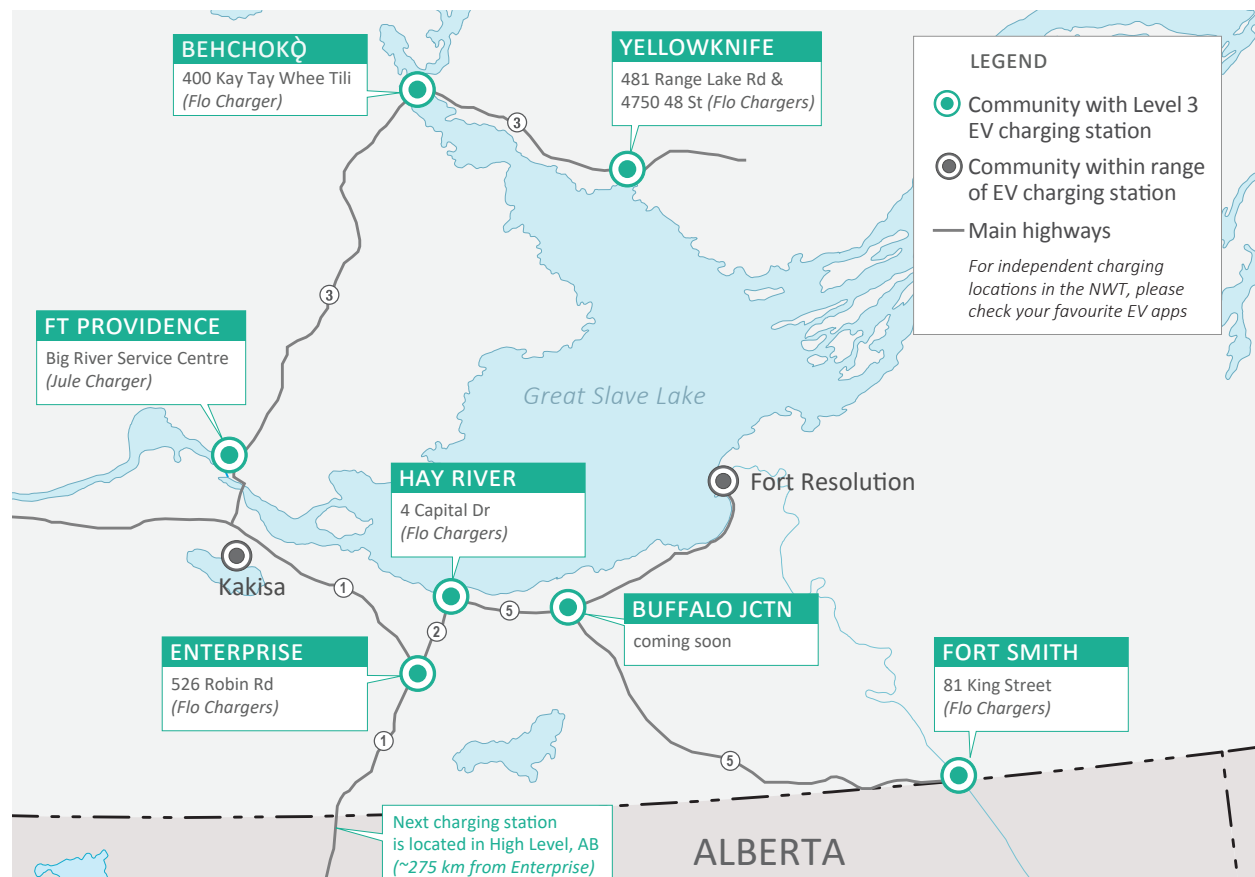 BEHCHOKǪ̀
400 Kay Tay Whee Tili
(Flo Charger)
YELLOWKNIFE
481 Range Lake Rd &
4750 48 St (Flo Chargers)
LEGEND
Community with Level 3
EV charging station
Community within range
of EV charging station
Main highways
For independent charging
locations in the NWT, please
check your favourite EV apps
3
3
FT PROVIDENCE
Big River Service Centre
(Jule Charger)
Great Slave Lake
HAY RIVER
4 Capital Dr
(Flo Chargers)
Fort Resolution
Kakisa
1
5
2
BUFFALO JCTN
coming soon
ENTERPRISE
526 Robin Rd
(Flo Chargers)
FORT SMITH
81 King Street
(Flo Chargers)
1
5
Next charging station
is located in High Level, AB
(~275 km from Enterprise)
ALBERTA